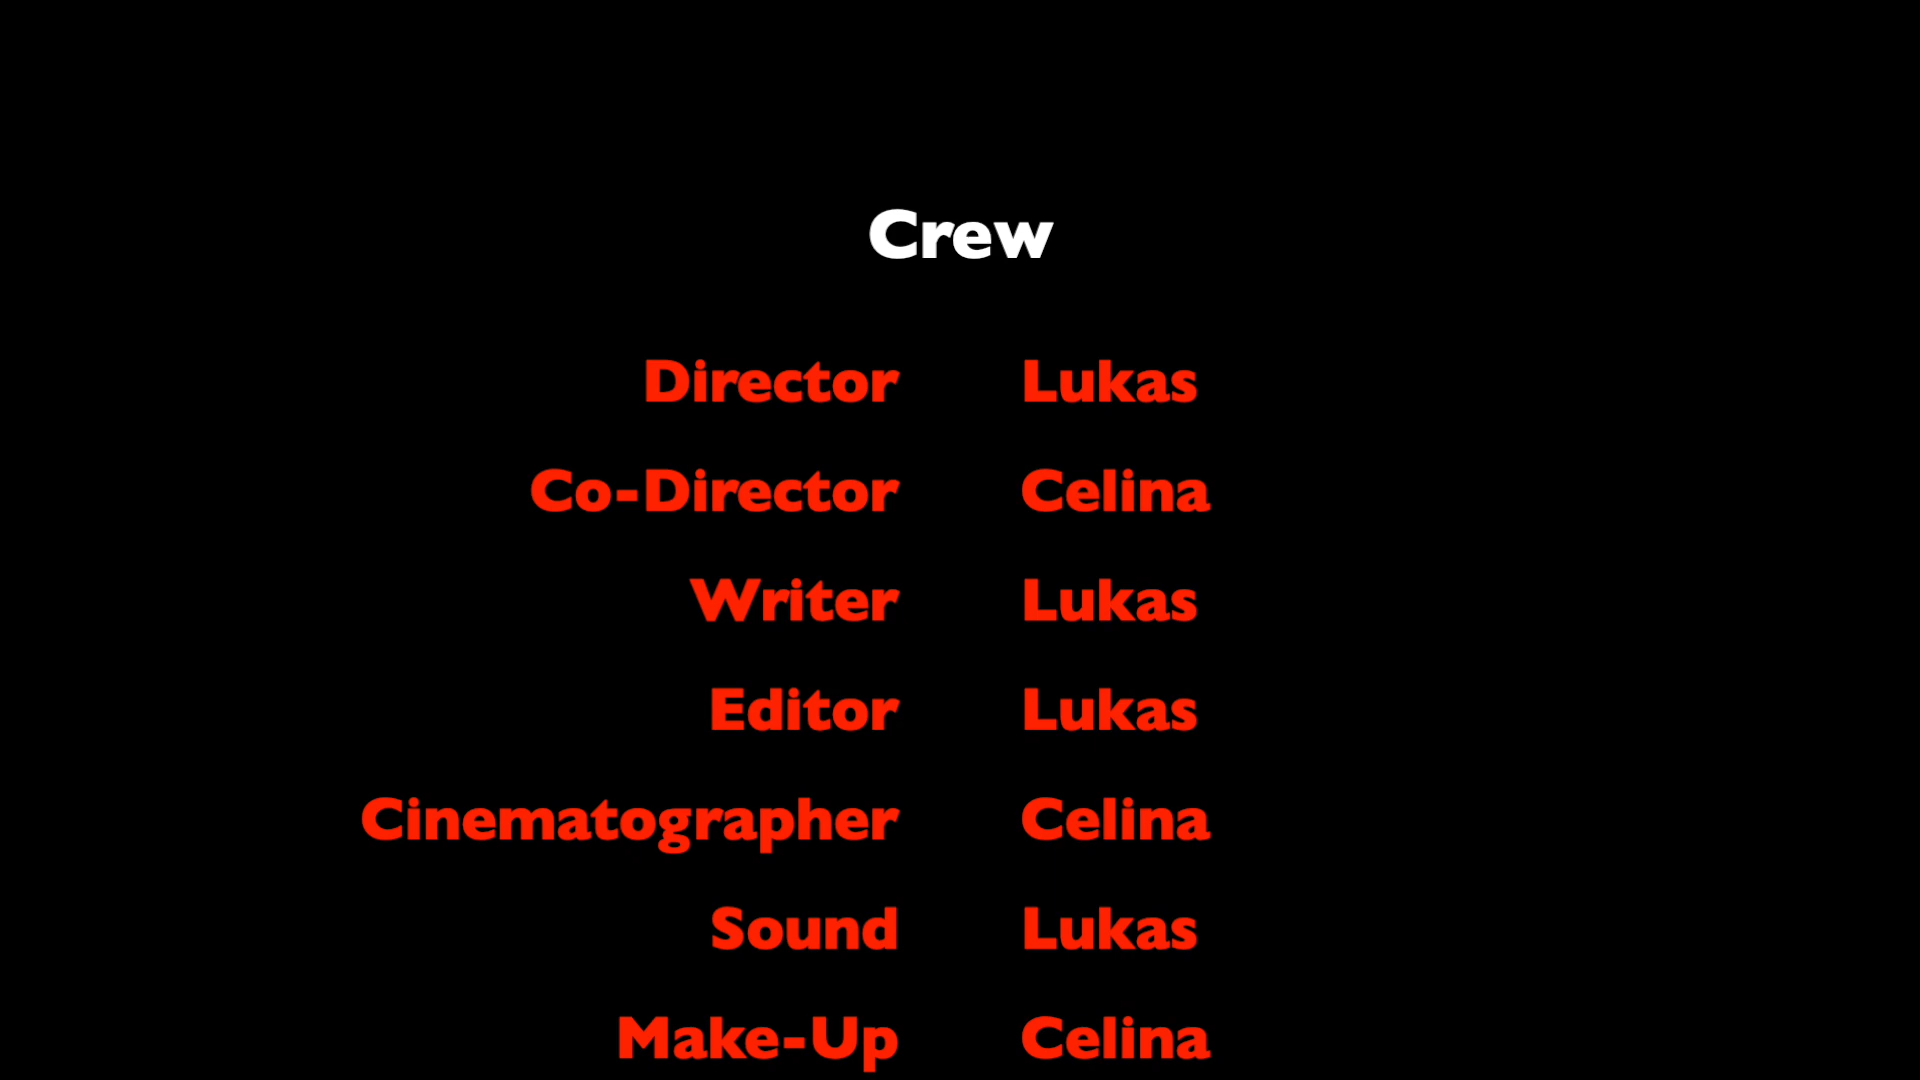 Crew
Director Lukas
Co-Director Celina
Writer Lukas
Editor Lukas
Cinematographer Celina
Sound Lukas
Make-Up Celina